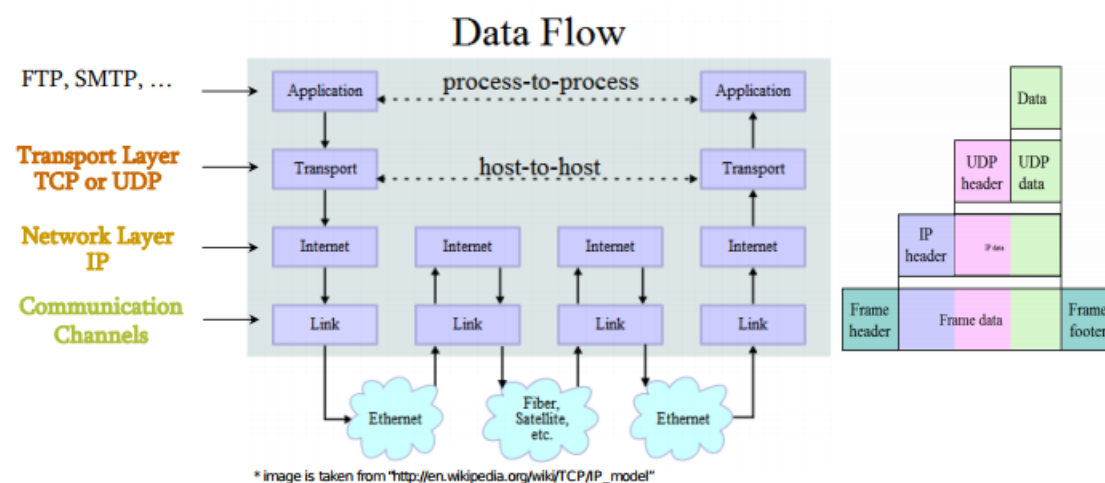 Data Flow
FTP, SMTP, ...
Application
process-to-process
Application
Data
Transport Layer
TCP or UDP
Transport
host-to-host
Transport
UDP
header
UDP
data
Network Layer
IP
Internet
Internet
Internet
Internet
IP
header
IP data
Communication
Channels
Link
Link
Link
Link
Frame
header
Frame data
Frame
footer
Ethernet
Fiber,
Satellite,
etc.
Ethernet
* image is taken from "http://en.wikipedia.org/wiki/TCP/IP_model"